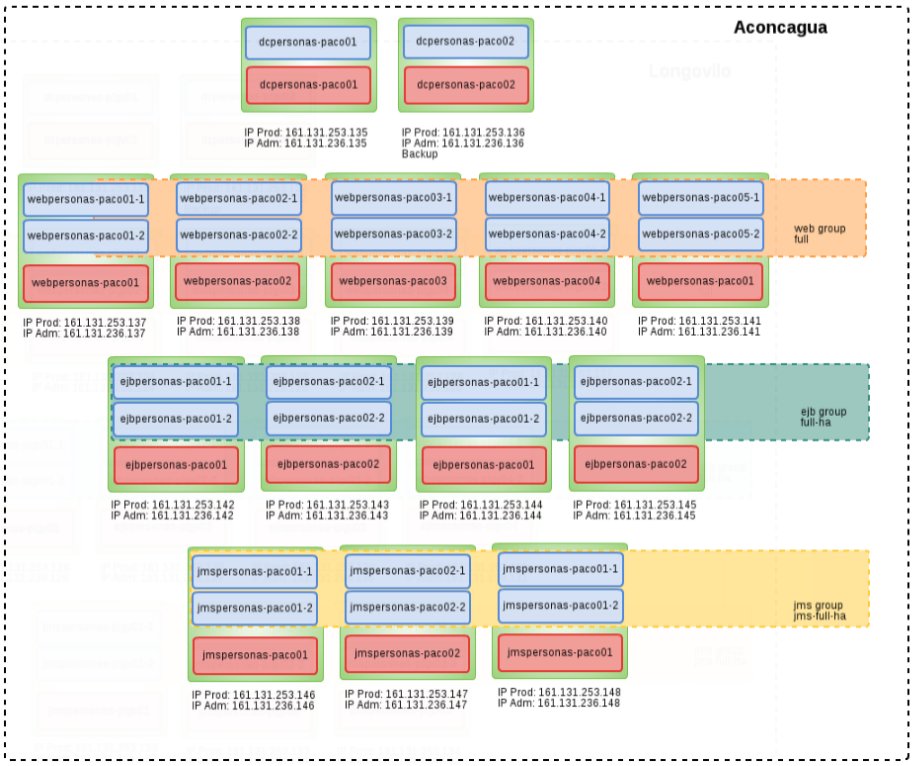 Aconcagua
dcpersonas-paco01
dcpersonas-paco01
IP Prod: 161.131.253.135
IP Adm: 161.131.236.135
dcpersonas-paco02
dcpersonas-paco02
IP Prod: 161.131.253.136
IP Adm: 161.131.236.136
Backup
Longovilo
webpersonas-paco01-1
webpersonas-paco01-2
webpersonas-paco01
IP Prod: 161.131.253.137
IP Adm: 161.131.236.137
webpersonas-paco02-1
webpersonas-paco02-2
webpersonas-paco02
IP Prod: 161.131.253.138
IP Adm: 161.131.236.138
webpersonas-paco03-1
webpersonas-paco03-2
webpersonas-paco03
IP Prod: 161.131.253.139
IP Adm: 161.131.236.139
webpersonas-paco04-1
webpersonas-paco04-2
webpersonas-paco04
IP Prod: 161.131.253.140
IP Adm: 161.131.236.140
webpersonas-paco05-1
webpersonas-paco05-2
webpersonas-paco01
IP Prod: 161.131.253.141
IP Adm: 161.131.236.141
web group
full
ejbpersonas-paco01-1
ejbpersonas-paco01-2
ejbpersonas-paco01
IP Prod: 161.131.253.142
IP Adm: 161.131.236.142
ejbpersonas-paco02-1
ejbpersonas-paco02-2
ejbpersonas-paco02
IP Prod: 161.131.253.143
IP Adm: 161.131.236.143
ejbpersonas-paco01-1
ejbpersonas-paco01-2
ejbpersonas-paco01
IP Prod: 161.131.253.144
IP Adm: 161.131.236.144
ejbpersonas-paco02-1
ejbpersonas-paco02-2
ejbpersonas-paco02
IP Prod: 161.131.253.145
IP Adm: 161.131.236.145
ejb group
full-ha
jmspersonas-paco01-1
jmspersonas-paco01-2
jmspersonas-paco01
IP Prod: 161.131.253.146
IP Adm: 161.131.236.146
jmspersonas-paco02-1
jmspersonas-paco02-2
jmspersonas-paco02
IP Prod: 161.131.253.147
IP Adm: 161.131.236.147
jmspersonas-paco01-1
jmspersonas-paco01-2
jmspersonas-paco01
IP Prod: 161.131.253.148
IP Adm: 161.131.236.148
jms group
jms-full-ha